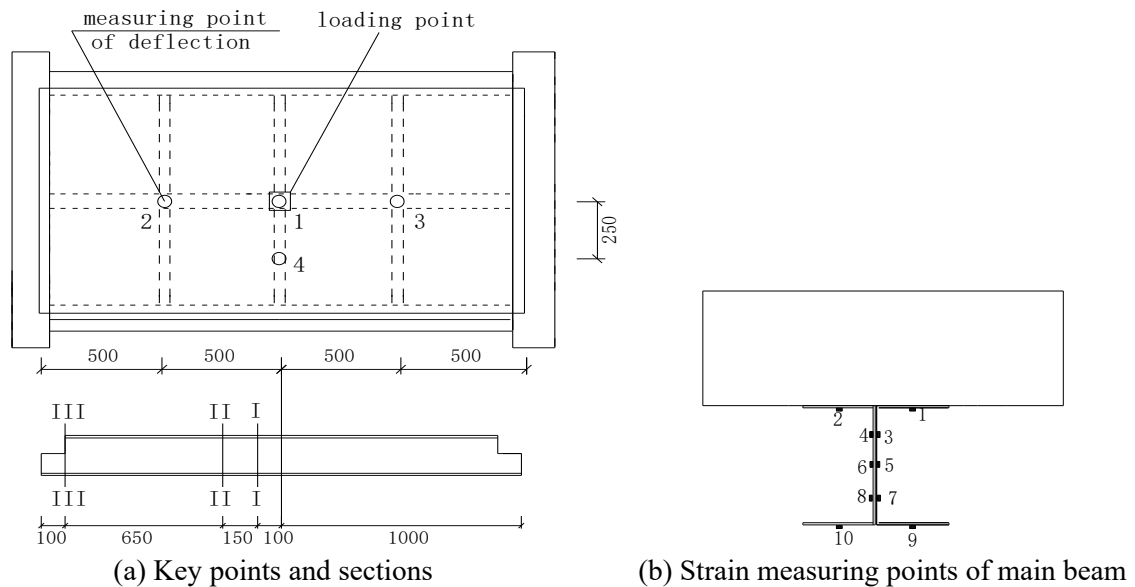 measuring point
of deflection
loading point
2
1
3
4
250
500 500 500 500
III II I
III II I
100 650 150 100 1000
(a) Key points and sections
2 1
4 3
6 5
8 7
10 9
(b) Strain measuring points of main beam